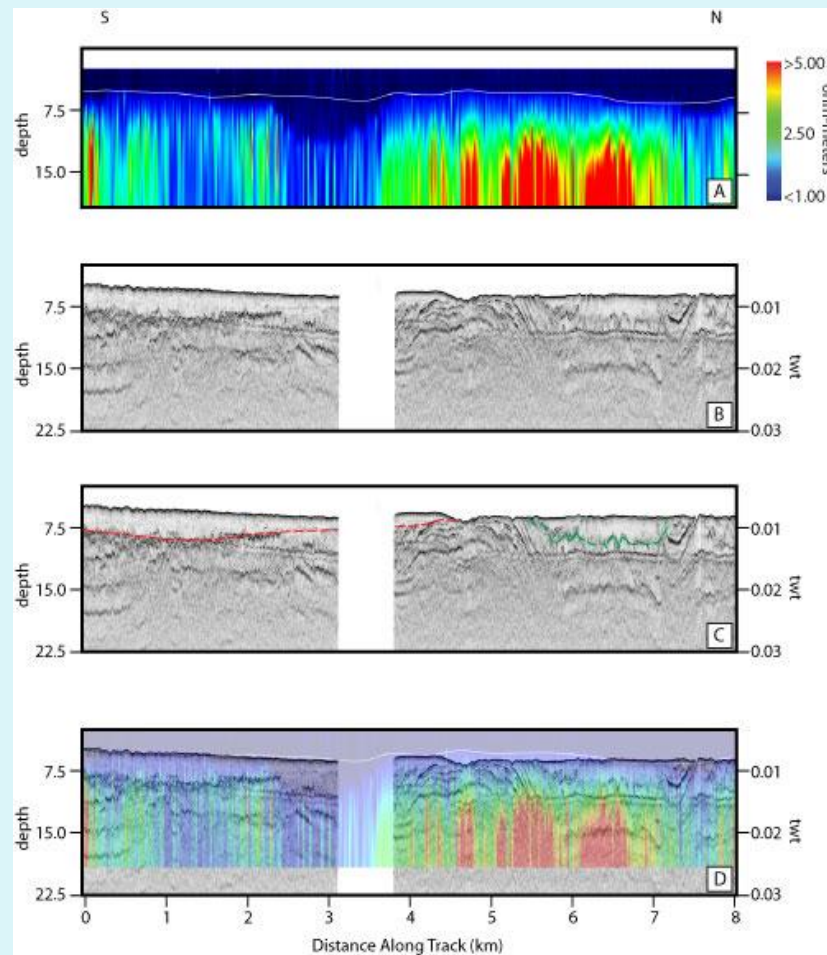 S N
>5.00
7.5
2.50
15.0
<1.00
depth
A
7.5 0.01
15.0 0.02
22.5 0.03
depth
twt
B
7.5 0.01
15.0 0.02
22.5 0.03
depth
twt
C
7.5 0.01
15.0 0.02
22.5 0.03
depth
twt
D
0 1 2 3 4 5 6 7 8
Distance Along Track (km)